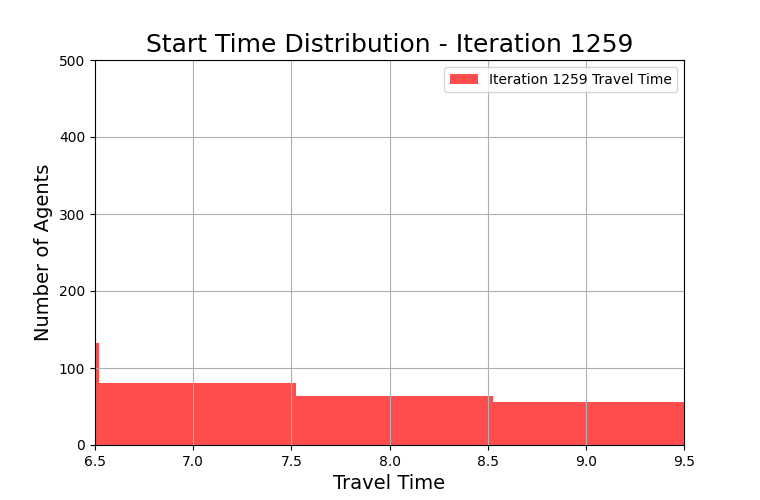 Start Time Distribution - Iteration 1259
Iteration 1259 Travel Time
Number of Agents
500
400
300
200
100
0
6.5 7.0 7.5 8.0 8.5 9.0 9.5
Travel Time